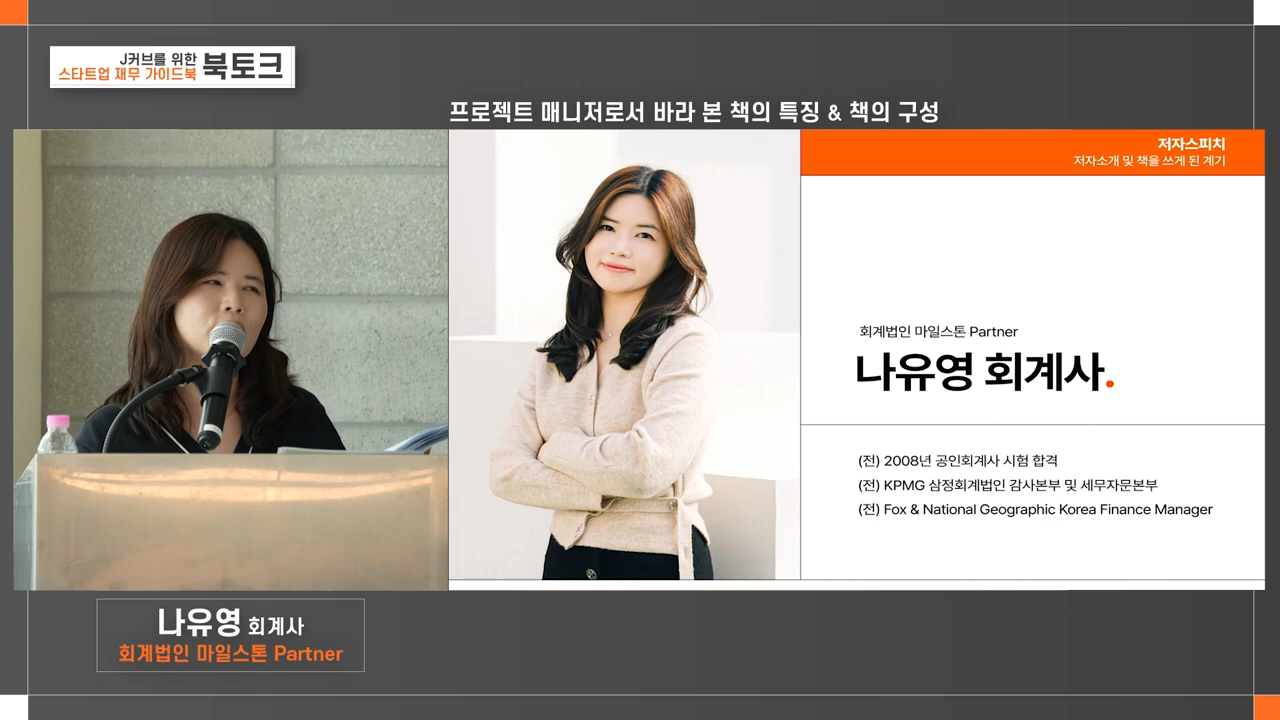 J커브를 위한
스타트업 재무 가이드북 북토크
프로젝트 매니저로서 바라 본 책의 특징 & 책의 구성
저자스피치
저자소개 및 책을 쓰게 된 계기
회계법인 마일스톤 Partner
나유영 회계사.
(전) 2008년 공인회계사 시험 합격
(전) KPMG 삼정회계법인 감사본부 및 세무자문본부
(전) Fox & National Geographic Korea Finance Manager
나유영 회계사
회계법인 마일스톤 Partner